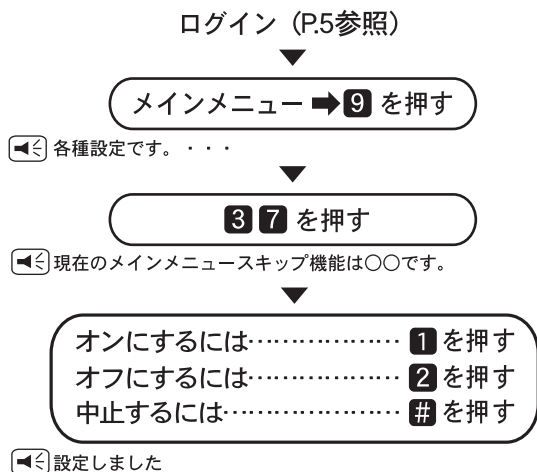 ログイン（P.5参照）
メインメニュー ➡ 9 を押す
各種設定です。・・・
3 7 を押す
現在のメインメニュースキップ機能は〇〇です。
オンにするには……………… 1 を押す
オフにするには……………… 2 を押す
中止するには………………… # を押す
設定しました